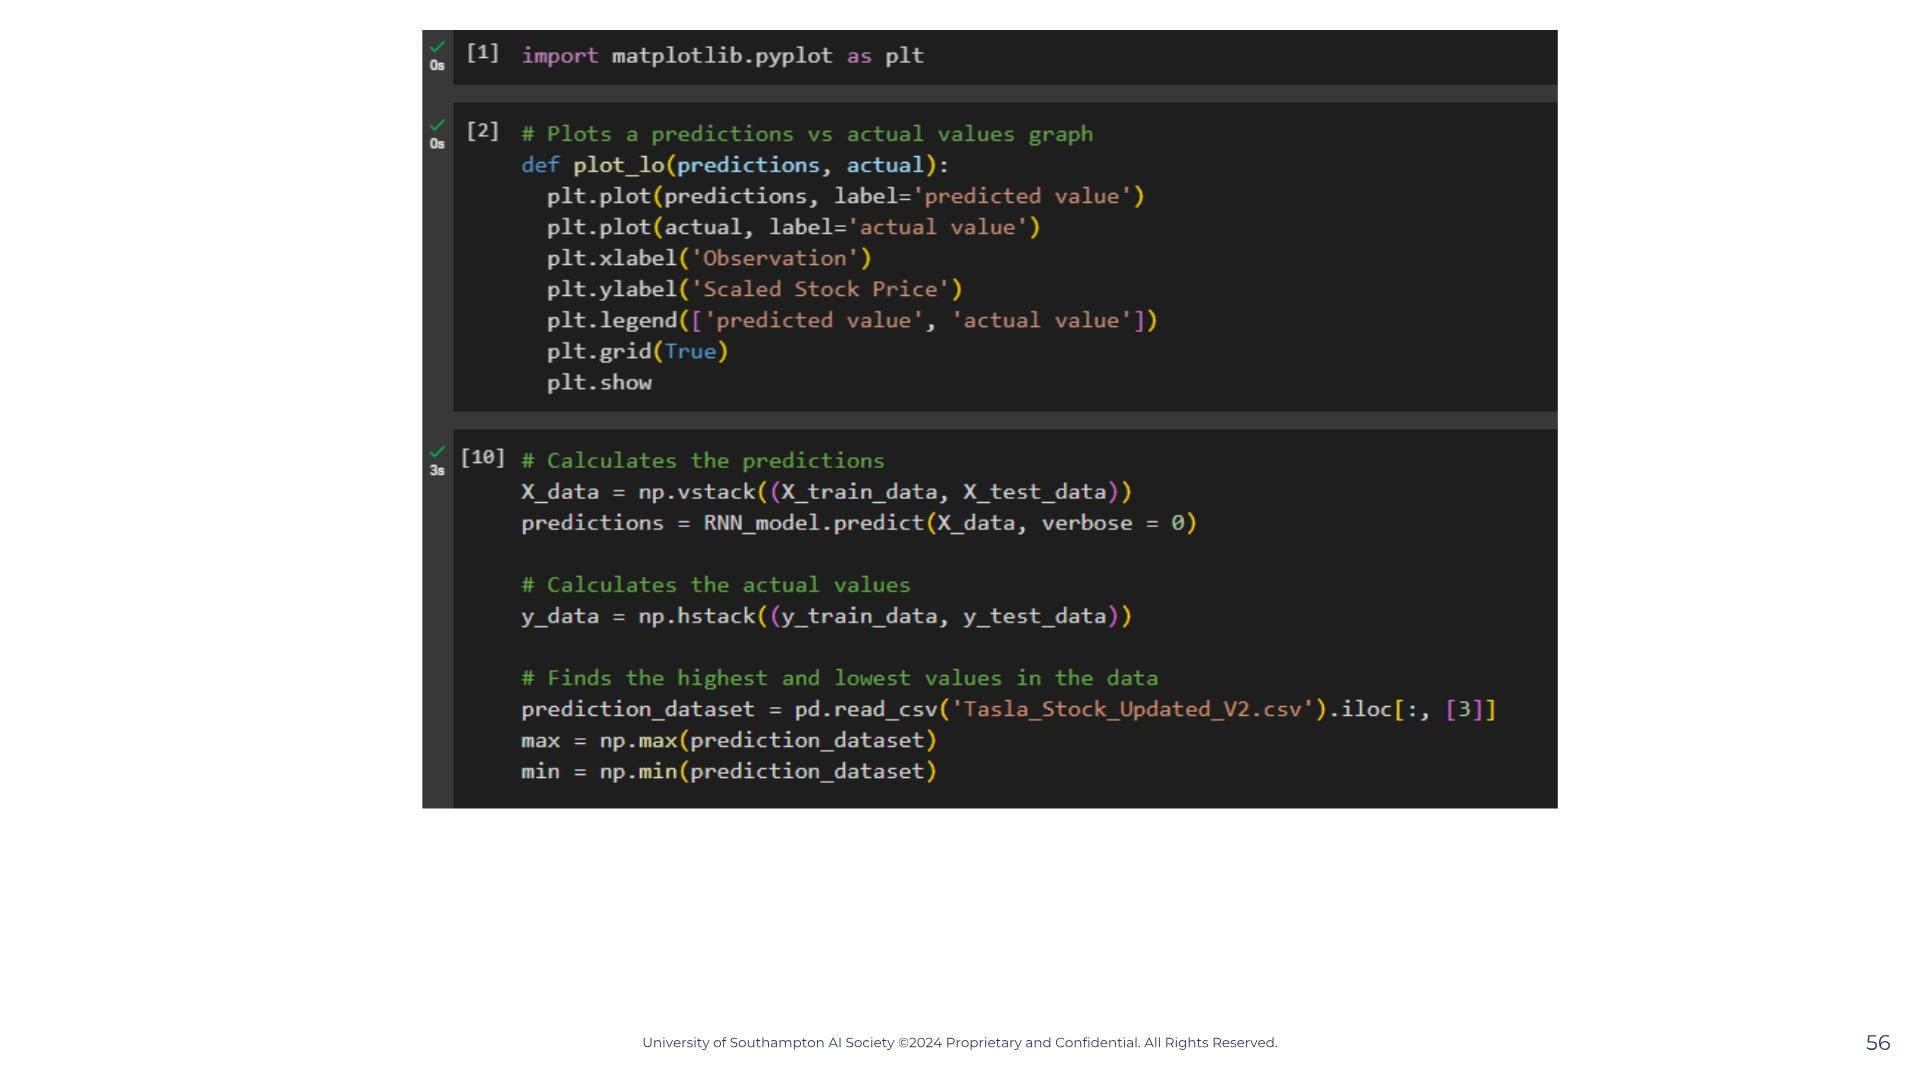 [1] import matplotlib.pyplot as plt
0s
[2] # Plots a predictions vs actual values graph
0s
def plot_lo(predictions, actual):
  plt.plot(predictions, label='predicted value')
  plt.plot(actual, label='actual value')
  plt.xlabel('Observation')
  plt.ylabel('Scaled Stock Price')
  plt.legend(['predicted value', 'actual value'])
  plt.grid(True)
  plt.show
[10] # Calculates the predictions
3s
X_data = np.vstack((X_train_data, X_test_data))
predictions = RNN_model.predict(X_data, verbose = 0)
# Calculates the actual values
y_data = np.hstack((y_train_data, y_test_data))
# Finds the highest and lowest values in the data
prediction_dataset = pd.read_csv('Tasla_Stock_Updated_V2.csv').iloc[:, [3]]
max = np.max(prediction_dataset)
min = np.min(prediction_dataset)
University of Southampton AI Society ©2024 Proprietary and Confidential. All Rights Reserved.
56